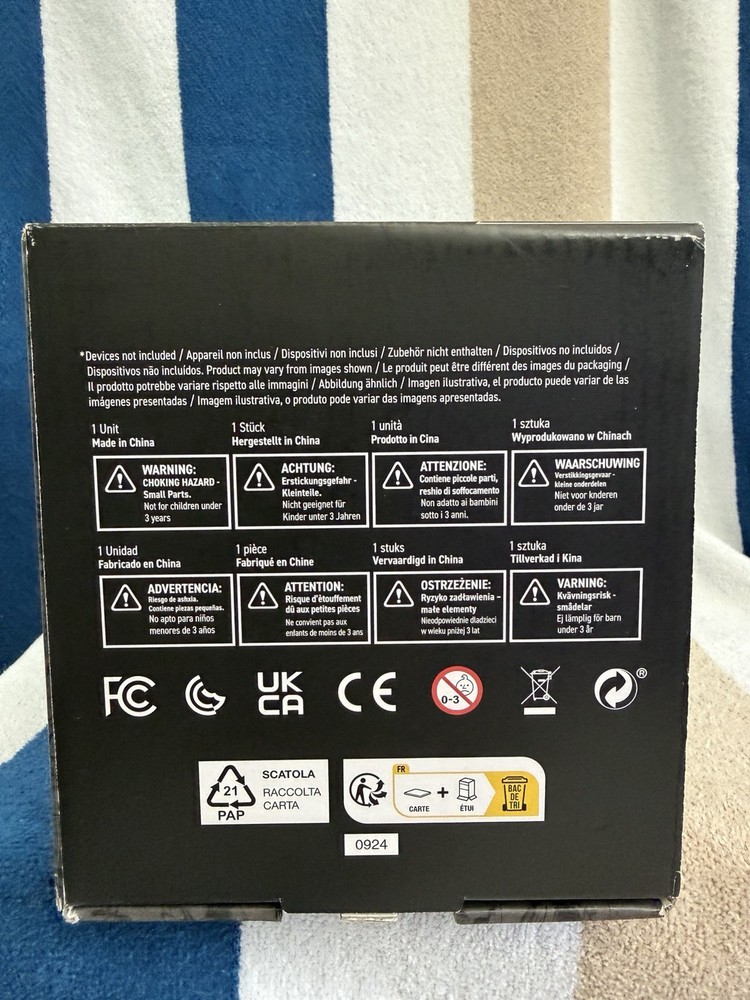 *Devices not included / Appareil non inclus / Dispositivi non inclusi / Zubehör nicht enthalten / Dispositivos no incluidos /
Dispositivos não incluídos. Product may vary from images shown / Le produit peut être différent des images du packaging /
Il prodotto potrebbe variare rispetto alle immagini / Abbildung ähnlich / Imagen ilustrativa, el producto puede variar de las
imágenes presentadas / Imagem ilustrativa, o produto pode variar das imagens apresentadas.
1 Unit
Made in China
1 Stück
Hergestellt in China
1 unità
Prodotto in Cina
1 sztuka
Wyprodukowano w Chinach
WARNING:
CHOKING HAZARD -
Small Parts.
Not for children under
3 years
ACHTUNG:
Erstickungsgefahr -
Kleinteile.
Nicht geeignet für
Kinder unter 3 Jahren
ATTENZIONE:
Contiene piccole parti,
reshio di soffocamento
Non adatto ai bambini
sotto i 3 anni.
WAARSCHUWING
Verstikkingsgevaar -
kleine onderdelen
Niet voor knderen
onder de 3 jar
1 Unidad
Fabricado en China
1 pièce
Fabriqué en Chine
1 stuks
Vervaardigd in China
1 sztuka
Tillverkad i Kina
ADVERTENCIA:
Riesgo de asfixia.
Contiene piezas pequeñas.
No apto para niños
menores de 3 años
ATTENTION:
Risque d'étouffement
dû aux petites pièces
Ne convient pas aux
enfants de moins de 3 ans
OSTRZEŻENIE:
Ryzyko zadławienia -
małe elementy
Nieodpowiednie dladzieci
w wieku pniżej 3 lat
VARNING:
Kvävningsrisk -
smådelar
Ej lämplig för barn
under 3 år
FC
UK
CA
CE
0-3
®
21
PAP
SCATOLA
RACCOLTA
CARTA
FR
CARTE
+
ÉTUI
BAC
DE
TRI
0924